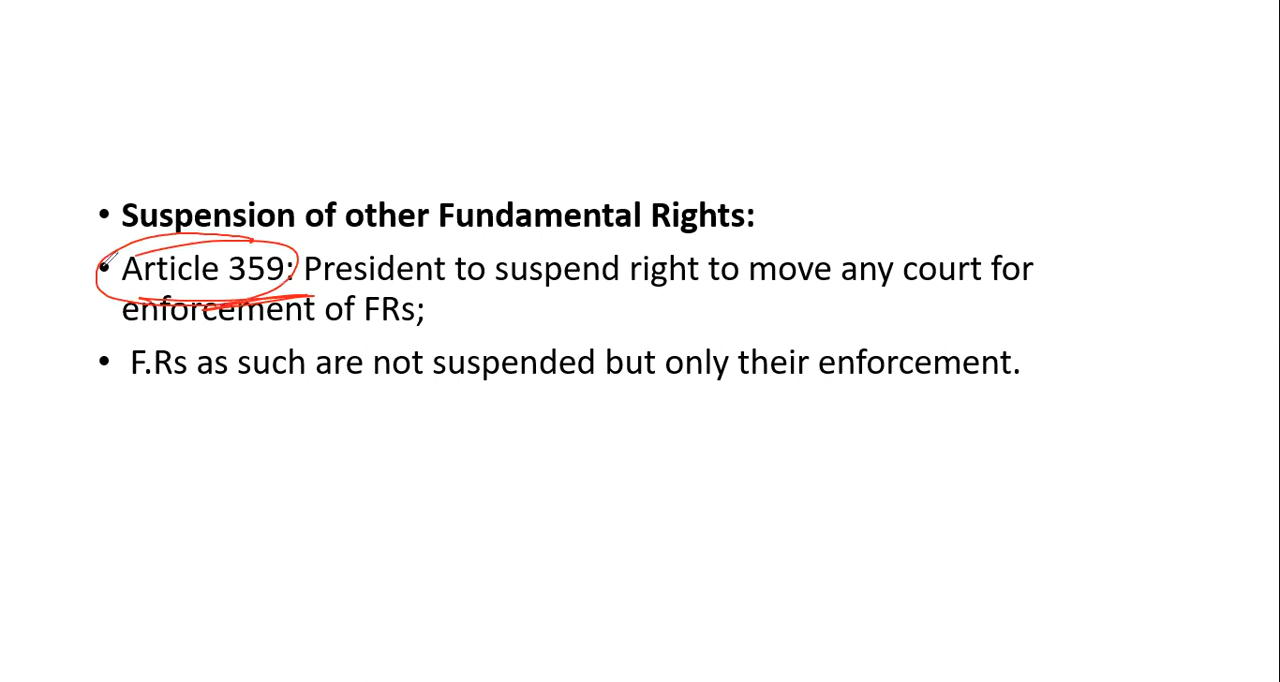 • Suspension of other Fundamental Rights:
• Article 359: President to suspend right to move any court for
enforcement of FRs;
• F.Rs as such are not suspended but only their enforcement.